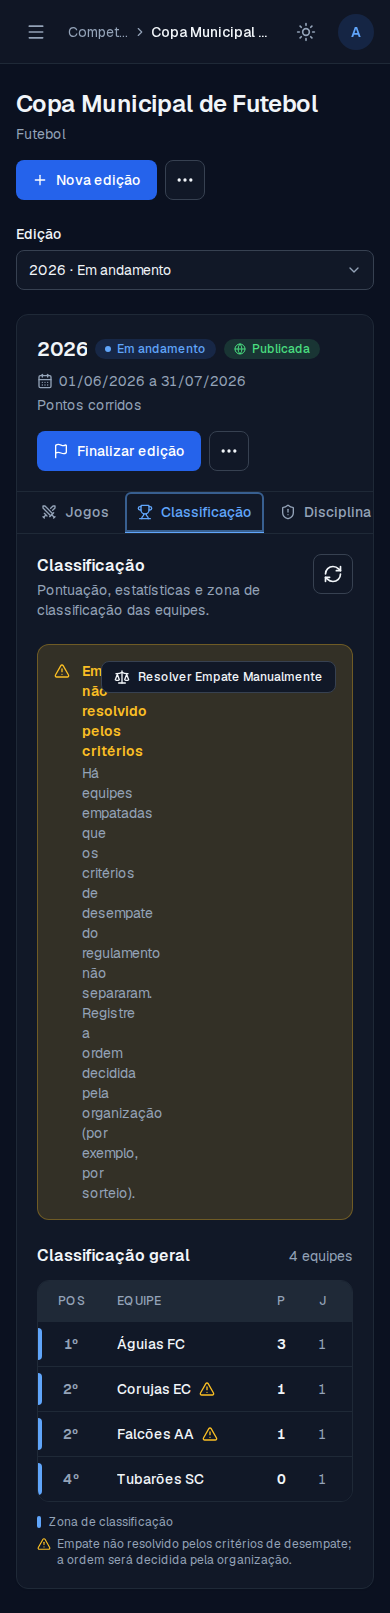 Compet... > Copa Municipal ... A
Copa Municipal de Futebol
Futebol
+ Nova edição ...
Edição
2026 · Em andamento
2026 Em andamento Publicada
01/06/2026 a 31/07/2026
Pontos corridos
Finalizar edição ...
Jogos Classificação Disciplina
Classificação
Pontuação, estatísticas e zona de
classificação das equipes.
Resolver Empate Manualmente
não
resolvido
pelos
critérios
Há
equipes
empatadas
que
os
critérios
de
desempate
do
regulamento
não
separaram.
Registre
a
ordem
decidida
pela
organização
(por
exemplo,
por
sorteio).
Classificação geral 4 equipes
POS EQUIPE P J
1º Águias FC 3 1
2º Corujas EC 1 1
2º Falcões AA 1 1
4º Tubarões SC 0 1
Zona de classificação
Empate não resolvido pelos critérios de desempate;
a ordem será decidida pela organização.